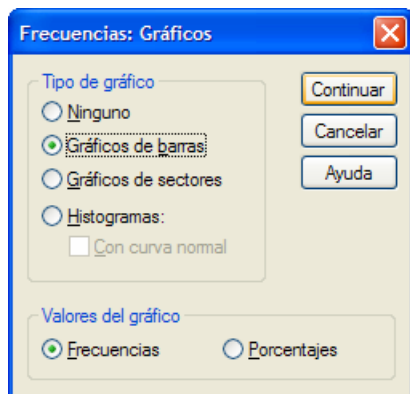 Frecuencias: Gráficos
Tipo de gráfico
Ninguno
Gráficos de barras
Gráficos de sectores
Histogramas:
Con curva normal
Continuar
Cancelar
Ayuda
Valores del gráfico
Frecuencias Porcentajes